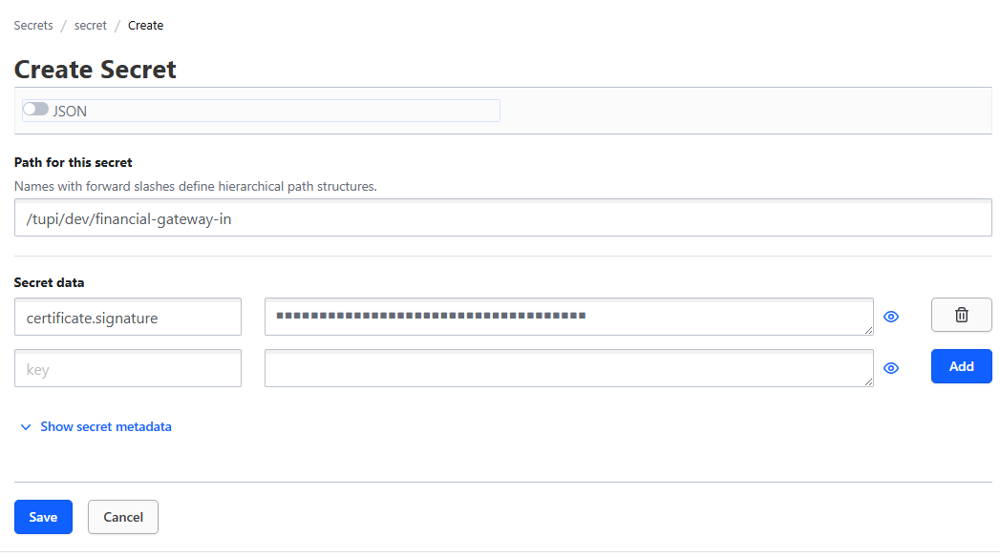 Secrets / secret / Create
Create Secret
JSON
Path for this secret
Names with forward slashes define hierarchical path structures.
/tupi/dev/financial-gateway-in
Secret data
certificate.signature
key
Add
Show secret metadata
Save Cancel